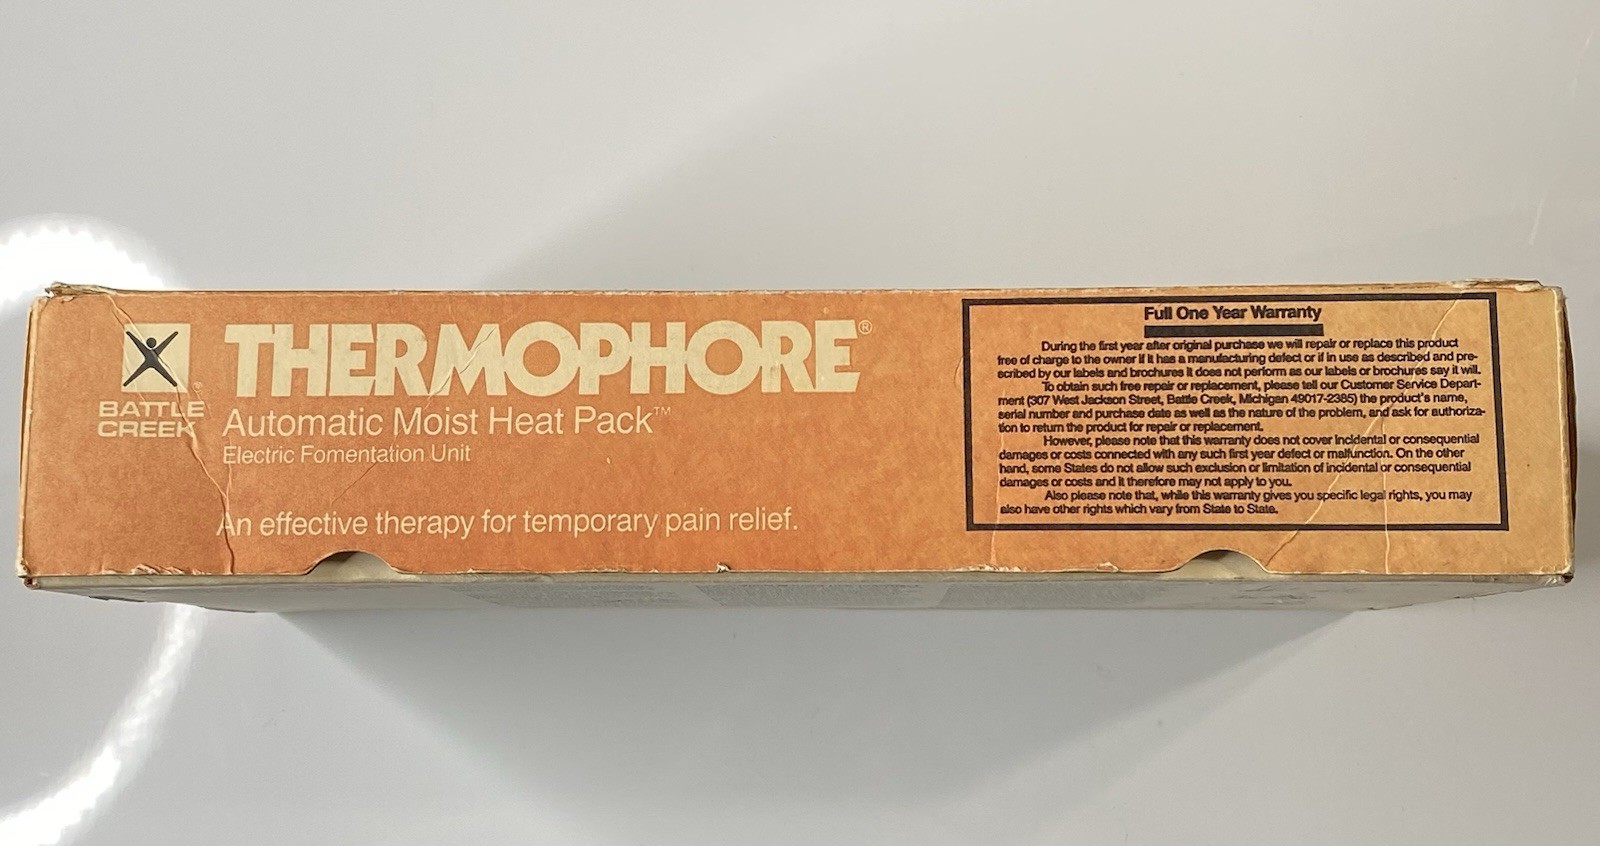 BATTLE
CREEK®
THERMOPHORE®
Automatic Moist Heat Pack™
Electric Fomentation Unit
An effective therapy for temporary pain relief.
Full One Year Warranty
During the first year after original purchase we will repair or replace this product
free of charge to the owner if it has a manufacturing defect or if in use as described and pre-
scribed by our labels and brochures it does not perform as our labels or brochures say it will.
To obtain such free repair or replacement, please tell our Customer Service Depart-
ment (307 West Jackson Street, Battle Creek, Michigan 49017-2385) the product's name,
serial number and purchase date as well as the nature of the problem, and ask for authoriza-
tion to return the product for repair or replacement.
However, please note that this warranty does not cover incidental or consequential
damages or costs connected with any such first year defect or malfunction. On the other
hand, some States do not allow such exclusion or limitation of incidental or consequential
damages or costs and it therefore may not apply to you.
Also please note that, while this warranty gives you specific legal rights, you may
also have other rights which vary from State to State.